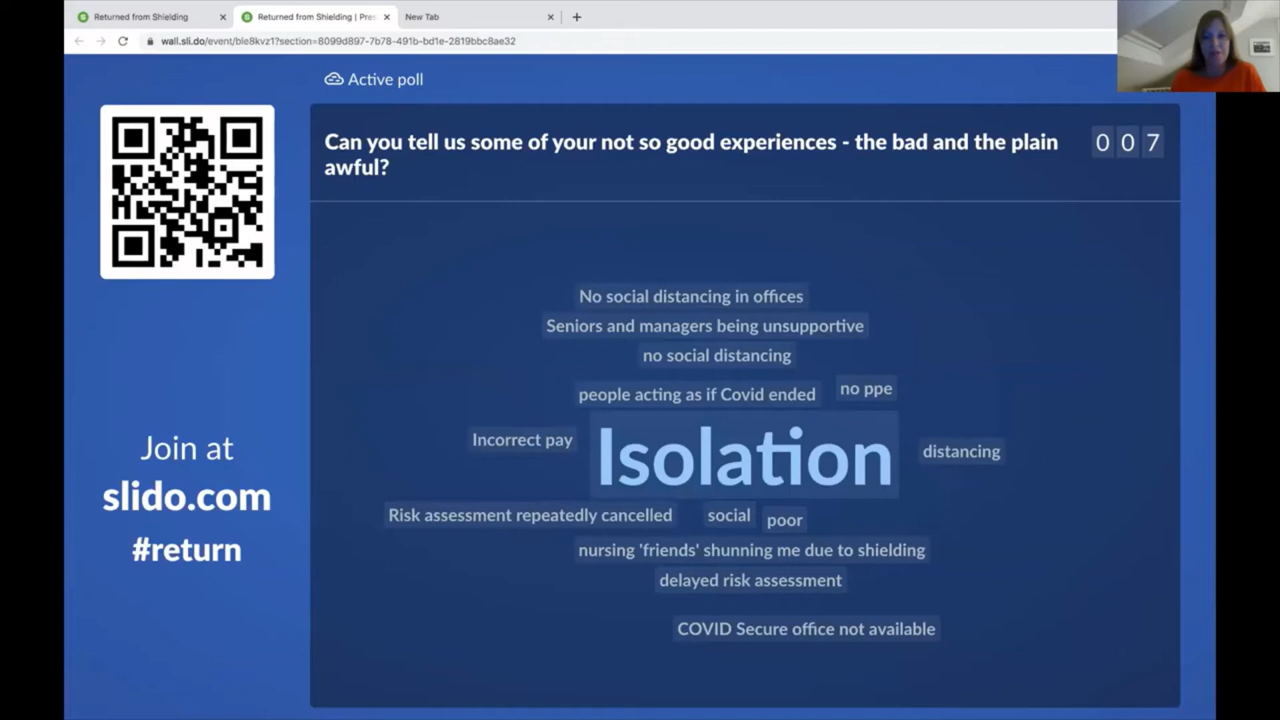 Returned from Shielding
Returned from Shielding | Pres
New Tab
wall.sli.do/event/ble8kvz1?section=8099d897-7b78-491b-bd1e-2819bbc8ae32
Active poll
Can you tell us some of your not so good experiences - the bad and the plain
awful?
007
No social distancing in offices
Seniors and managers being unsupportive
no social distancing
people acting as if Covid ended
no ppe
Incorrect pay
Isolation
distancing
Risk assessment repeatedly cancelled
social
poor
nursing 'friends' shunning me due to shielding
delayed risk assessment
COVID Secure office not available
Join at
slido.com
#return